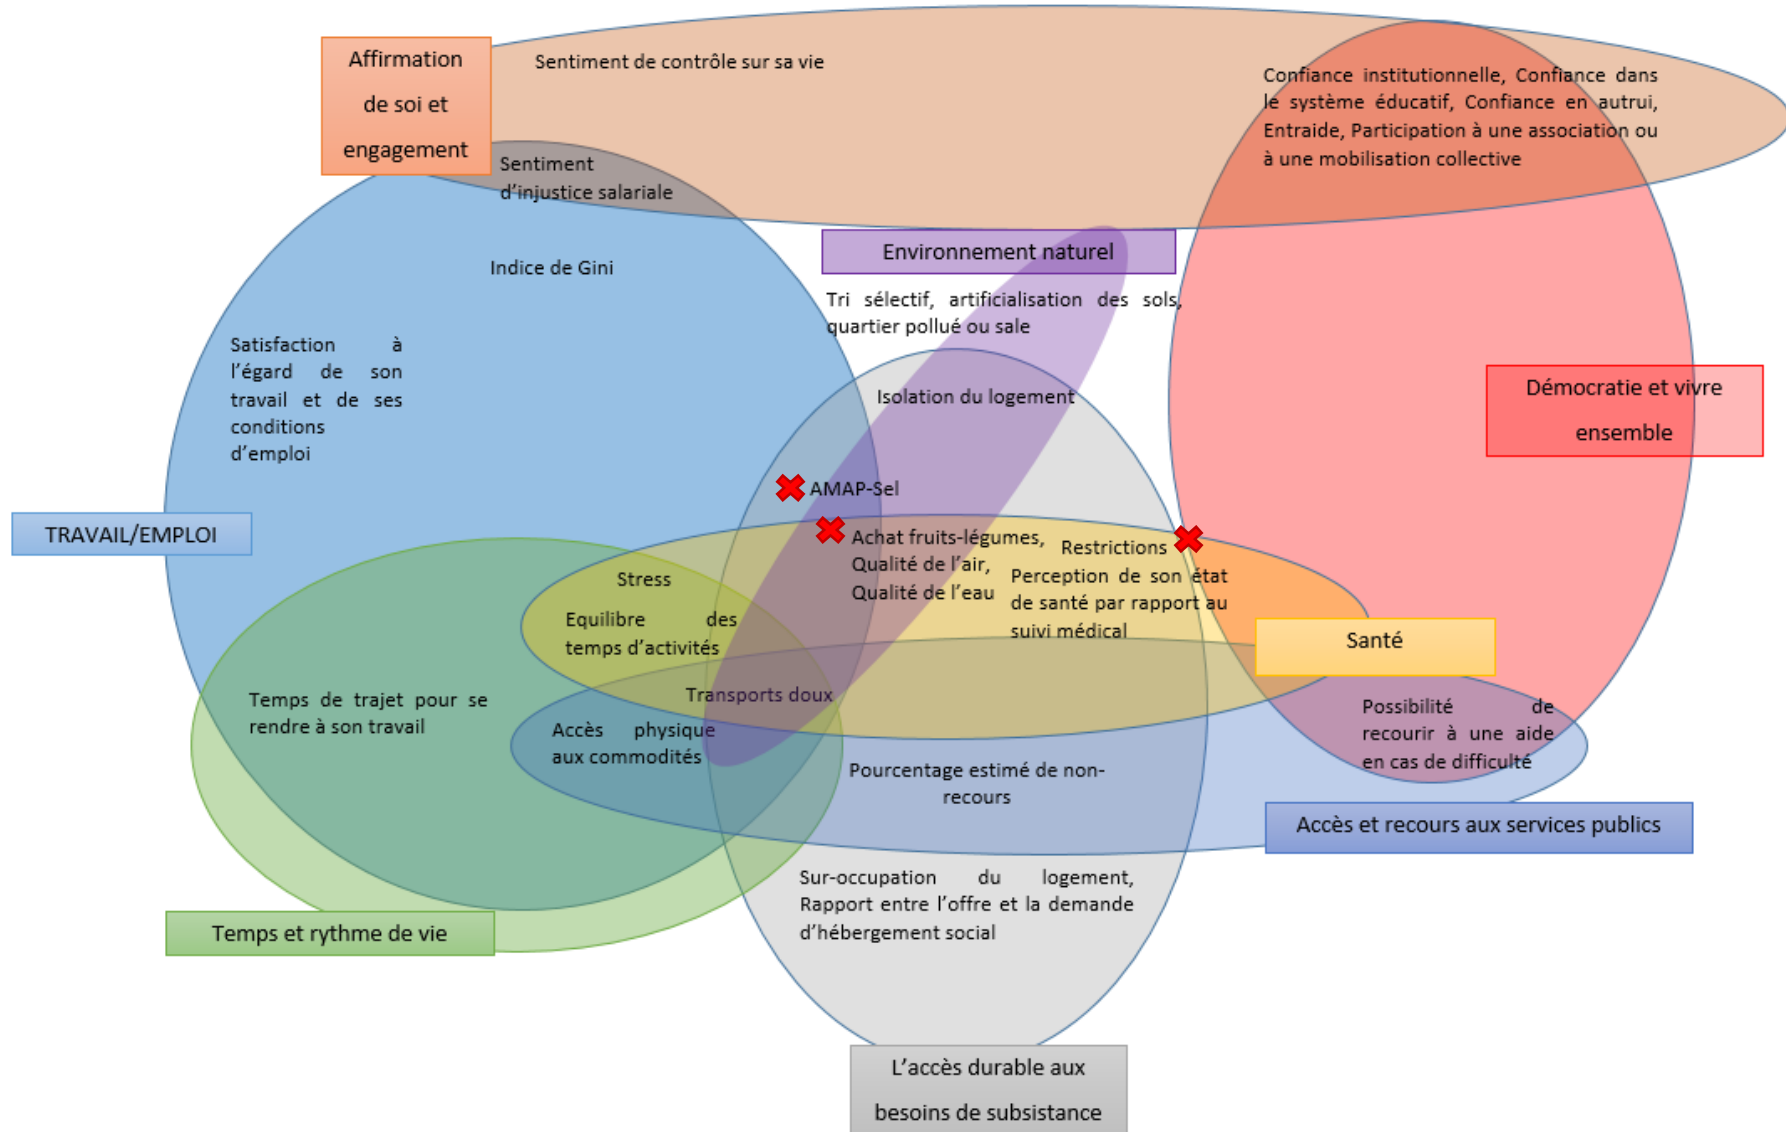 Affirmation
de soi et
engagement
Sentiment de contrôle sur sa vie
Confiance institutionnelle, Confiance dans
le système éducatif, Confiance en autrui,
Entraide, Participation à une association ou
à une mobilisation collective
Sentiment
d’injustice salariale
Environnement naturel
Indice de Gini
Tri sélectif, artificialisation des sols,
quartier pollué ou sale
Satisfaction à
l’égard de son
travail et de ses
conditions
d’emploi
Isolation du logement
Démocratie et vivre
ensemble
AMAP-Sel
TRAVAIL/EMPLOI
Achat fruits-légumes,
Qualité de l’air,
Qualité de l’eau
Restrictions
Perception de son état
de santé par rapport au
suivi médical
Stress
Equilibre des
temps d’activités
Santé
Transports doux
Temps de trajet pour se
rendre à son travail
Accès physique
aux commodités
Possibilité de
recourir à une aide
en cas de difficulté
Pourcentage estimé de non-
recours
Accès et recours aux services publics
Sur-occupation du logement,
Rapport entre l’offre et la demande
d’hébergement social
Temps et rythme de vie
L’accès durable aux
besoins de subsistance